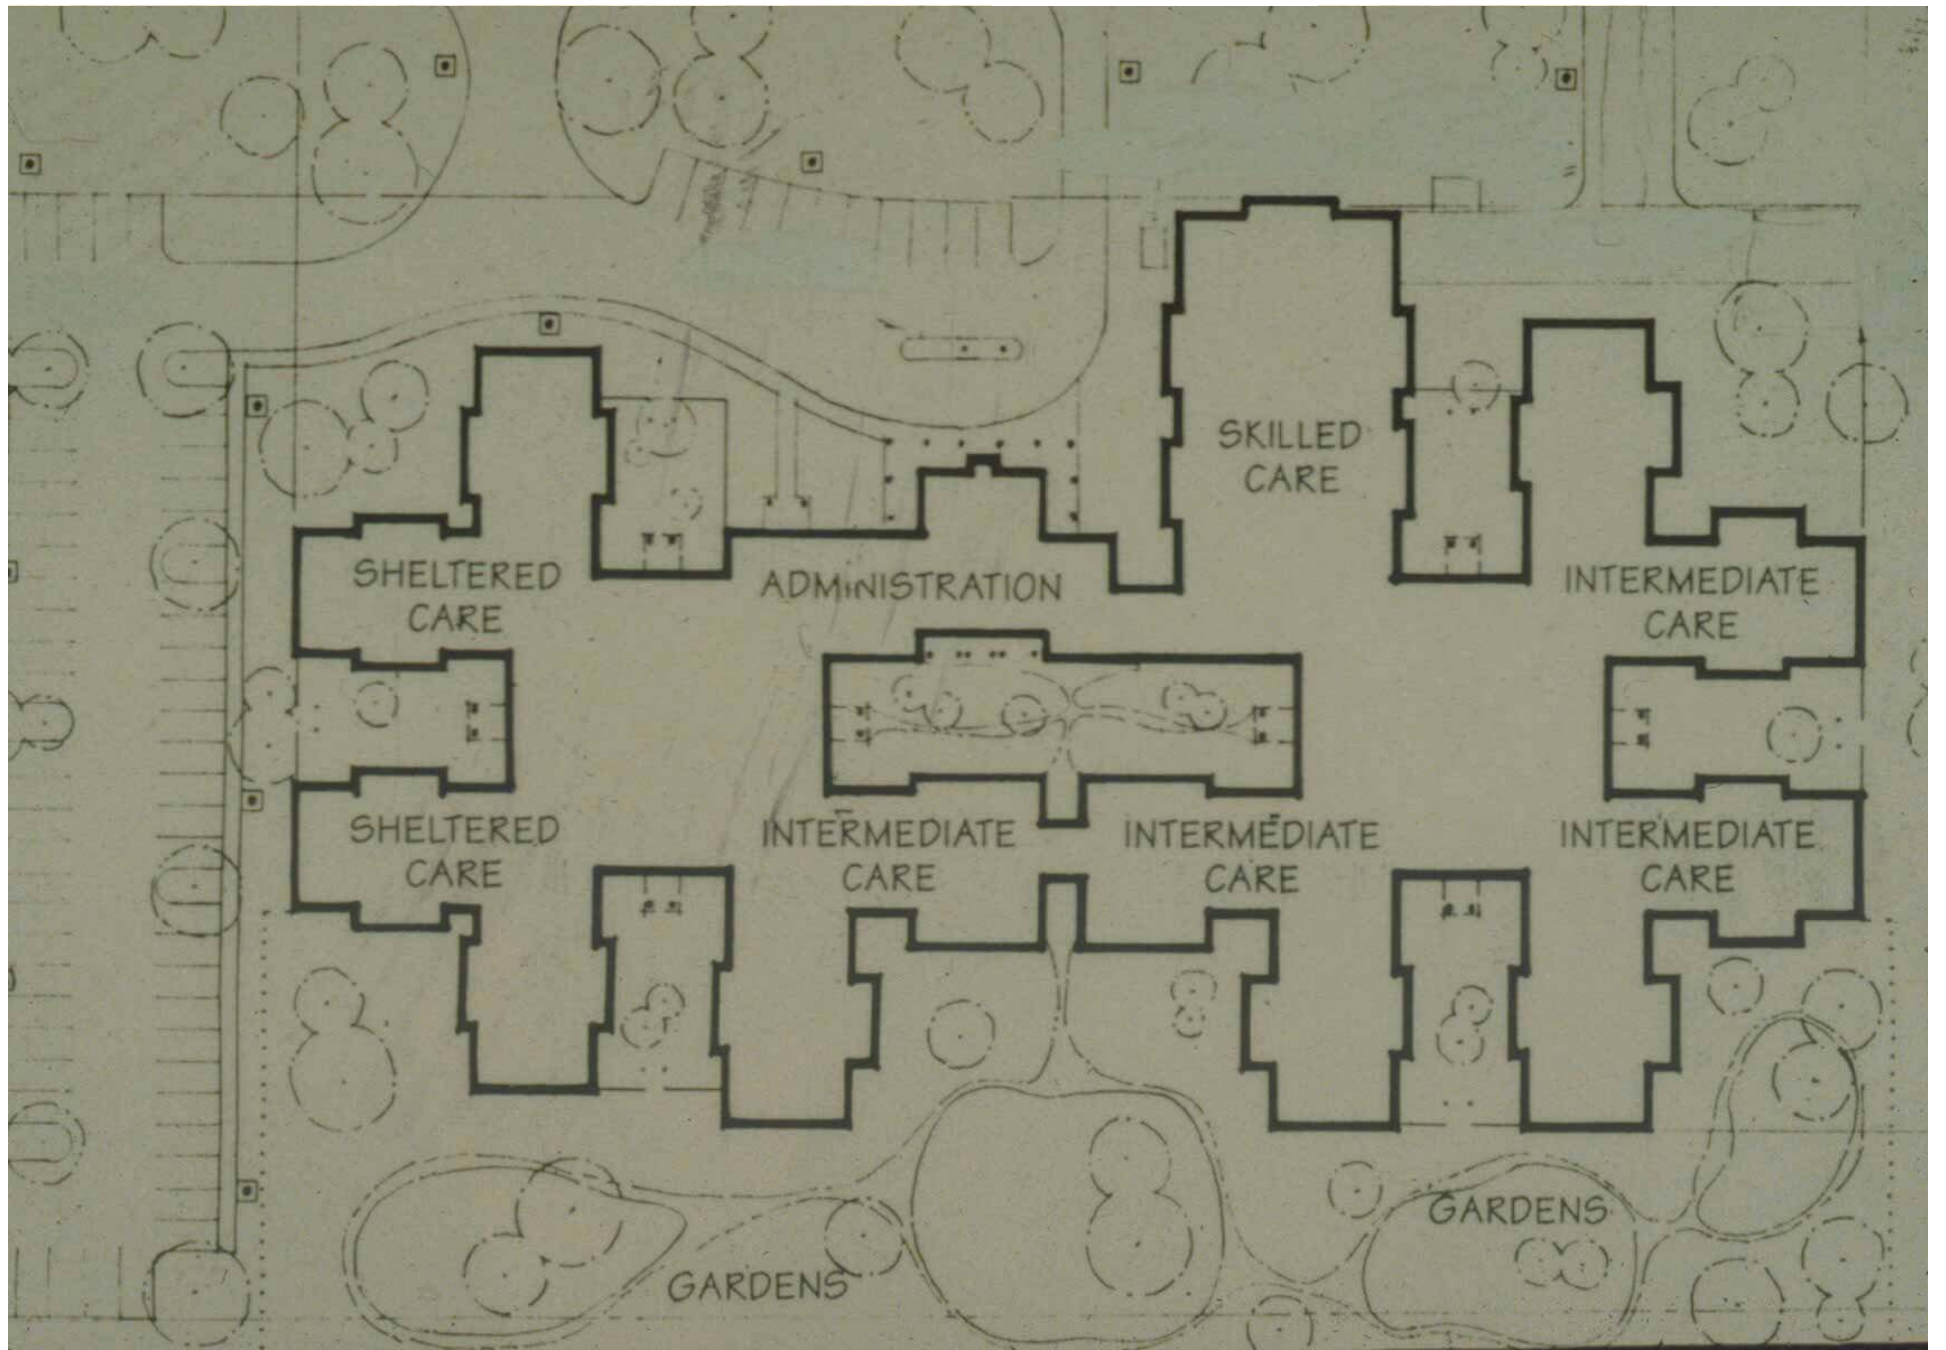 SKILLED
CARE
SHELTERED
CARE
ADMINISTRATION
INTERMEDIATE
CARE
SHELTERED
CARE
INTERMEDIATE
CARE
INTERMEDIATE
CARE
INTERMEDIATE
CARE
GARDENS
GARDENS